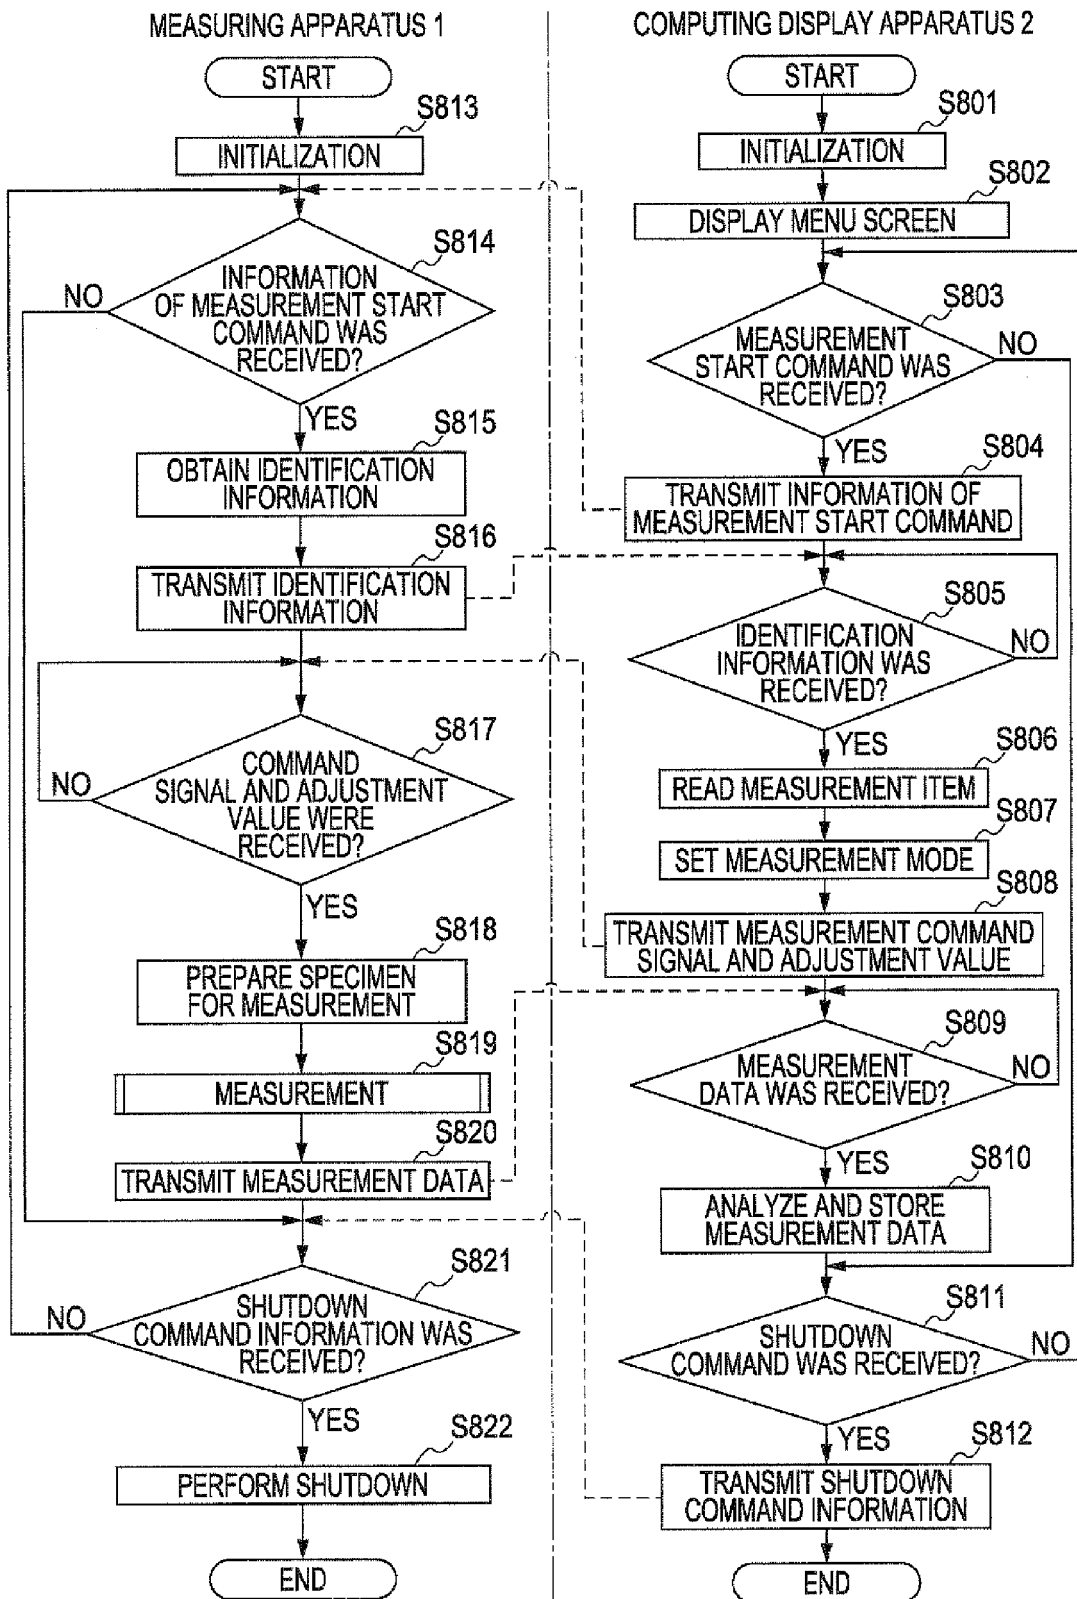 MEASURING APPARATUS 1
START
S813
INITIALIZATION
S814
INFORMATION
OF MEASUREMENT START
COMMAND WAS
RECEIVED?
NO
YES
S815
OBTAIN IDENTIFICATION
INFORMATION
S816
TRANSMIT IDENTIFICATION
INFORMATION
S817
COMMAND
SIGNAL AND ADJUSTMENT
VALUE WERE
RECEIVED?
NO
YES
S818
PREPARE SPECIMEN
FOR MEASUREMENT
S819
MEASUREMENT
S820
TRANSMIT MEASUREMENT DATA
S821
SHUTDOWN
COMMAND INFORMATION WAS
RECEIVED?
NO
YES
S822
PERFORM SHUTDOWN
END
COMPUTING DISPLAY APPARATUS 2
START
S801
INITIALIZATION
S802
DISPLAY MENU SCREEN
S803
MEASUREMENT
START COMMAND WAS
RECEIVED?
NO
YES
S804
TRANSMIT INFORMATION OF
MEASUREMENT START COMMAND
S805
IDENTIFICATION
INFORMATION WAS
RECEIVED?
NO
YES
S806
READ MEASUREMENT ITEM
S807
SET MEASUREMENT MODE
S808
TRANSMIT MEASUREMENT COMMAND
SIGNAL AND ADJUSTMENT VALUE
S809
MEASUREMENT
DATA WAS RECEIVED?
NO
YES
S810
ANALYZE AND STORE
MEASUREMENT DATA
S811
SHUTDOWN
COMMAND WAS RECEIVED?
NO
YES
S812
TRANSMIT SHUTDOWN
COMMAND INFORMATION
END